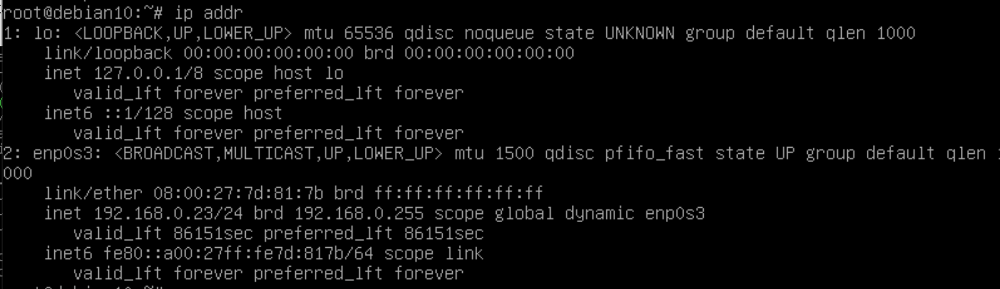 root@debian10:~# ip addr
1: lo: <LOOPBACK,UP,LOWER_UP> mtu 65536 qdisc noqueue state UNKNOWN group default qlen 1000
    link/loopback 00:00:00:00:00:00 brd 00:00:00:00:00:00
    inet 127.0.0.1/8 scope host lo
       valid_lft forever preferred_lft forever
    inet6 ::1/128 scope host
       valid_lft forever preferred_lft forever
2: enp0s3: <BROADCAST,MULTICAST,UP,LOWER_UP> mtu 1500 qdisc pfifo_fast state UP group default qlen 1
000
    link/ether 08:00:27:7d:81:7b brd ff:ff:ff:ff:ff:ff
    inet 192.168.0.23/24 brd 192.168.0.255 scope global dynamic enp0s3
       valid_lft 86151sec preferred_lft 86151sec
    inet6 fe80::a00:27ff:fe7d:817b/64 scope link
       valid_lft forever preferred_lft forever
root@debian10:~#